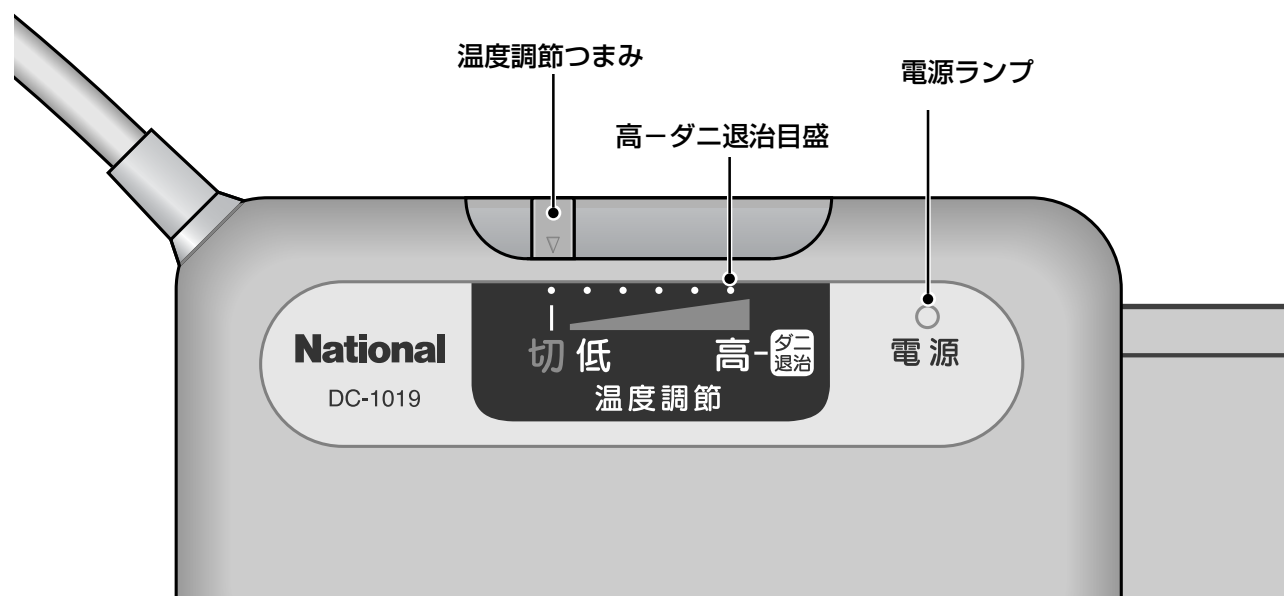 温度調節つまみ
電源ランプ
高－ダニ退治目盛
National
DC-1019
切 低 高-ダニ退治
温度調節
電源